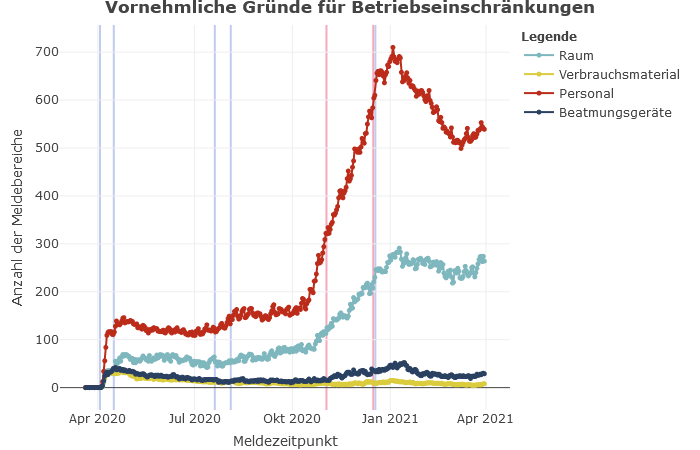 Vornehmliche Gründe für Betriebseinschränkungen
Legende
Raum
Verbrauchsmaterial
Personal
Beatmungsgeräte
Anzahl der Meldebereiche
700
600
500
400
300
200
100
0
Apr 2020
Jul 2020
Okt 2020
Jan 2021
Apr 2021
Meldezeitpunkt